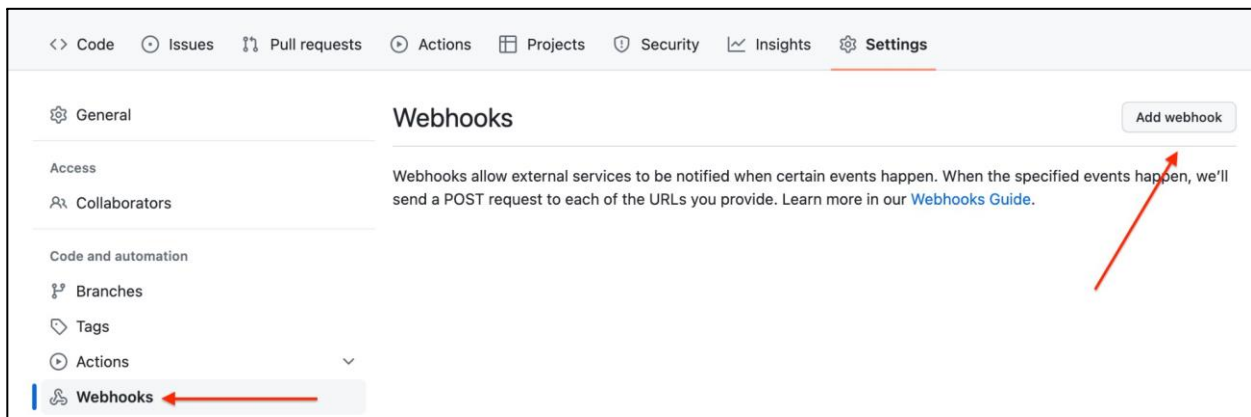 Code Issues Pull requests Actions Projects Security Insights Settings
General
Access
Collaborators
Code and automation
Branches
Tags
Actions
Webhooks
Webhooks
Add webhook
Webhooks allow external services to be notified when certain events happen. When the specified events happen, we’ll
send a POST request to each of the URLs you provide. Learn more in our Webhooks Guide.